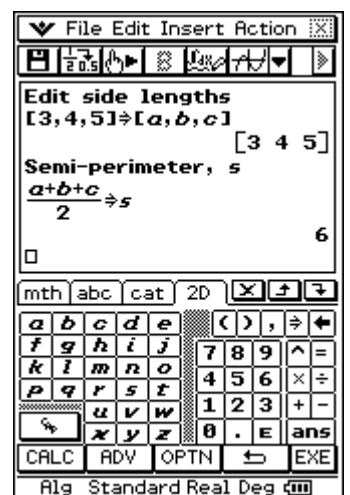 File Edit Insert Action
Edit side lengths
[3,4,5]⇒[a,b,c]
[3 4 5]
Semi-perimeter, s
a+b+c
2
⇒s
6
mth abc cat 2D
a b c d e ( ) , ⇒ ←
f g h i j 7 8 9 ^ =
k l m n o 4 5 6 × ÷
p q r s t 1 2 3 + −
u v w
x y z 0 . E ans
CALC ADV OPTN EXE
Alg Standard Real Deg